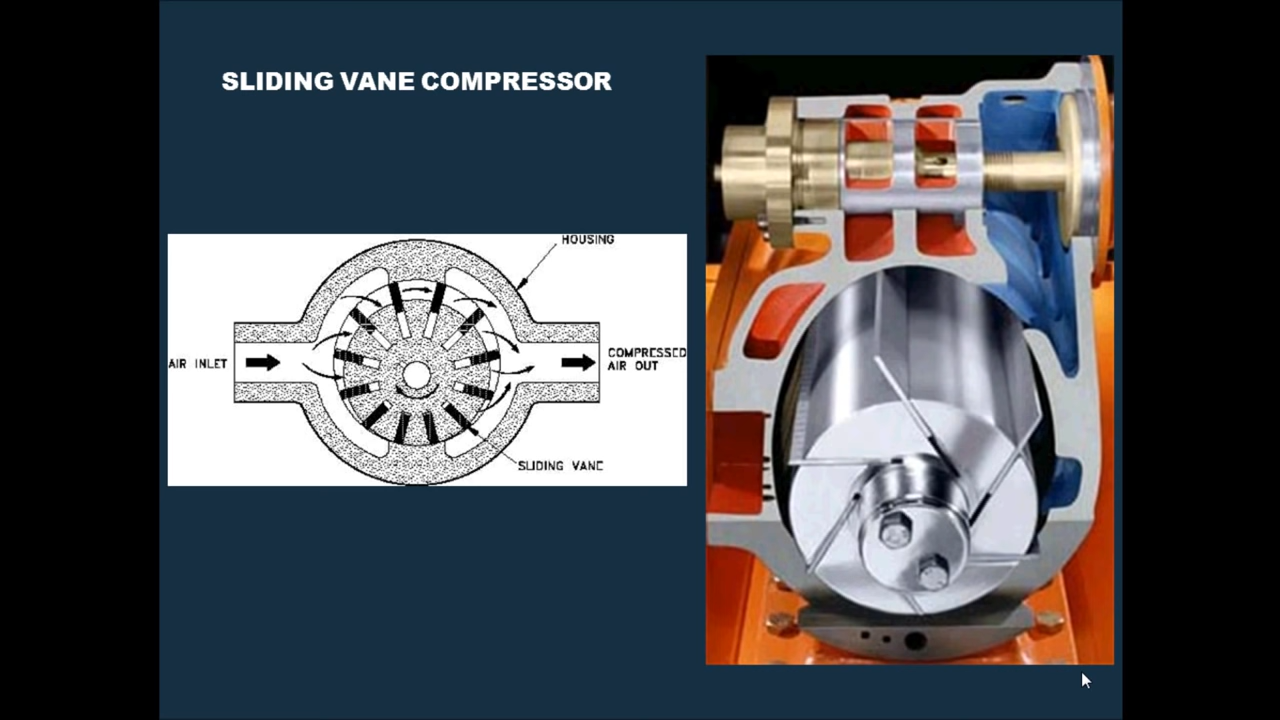 SLIDING VANE COMPRESSOR
HOUSING
AIR INLET
COMPRESSED
AIR OUT
SLIDING VANE